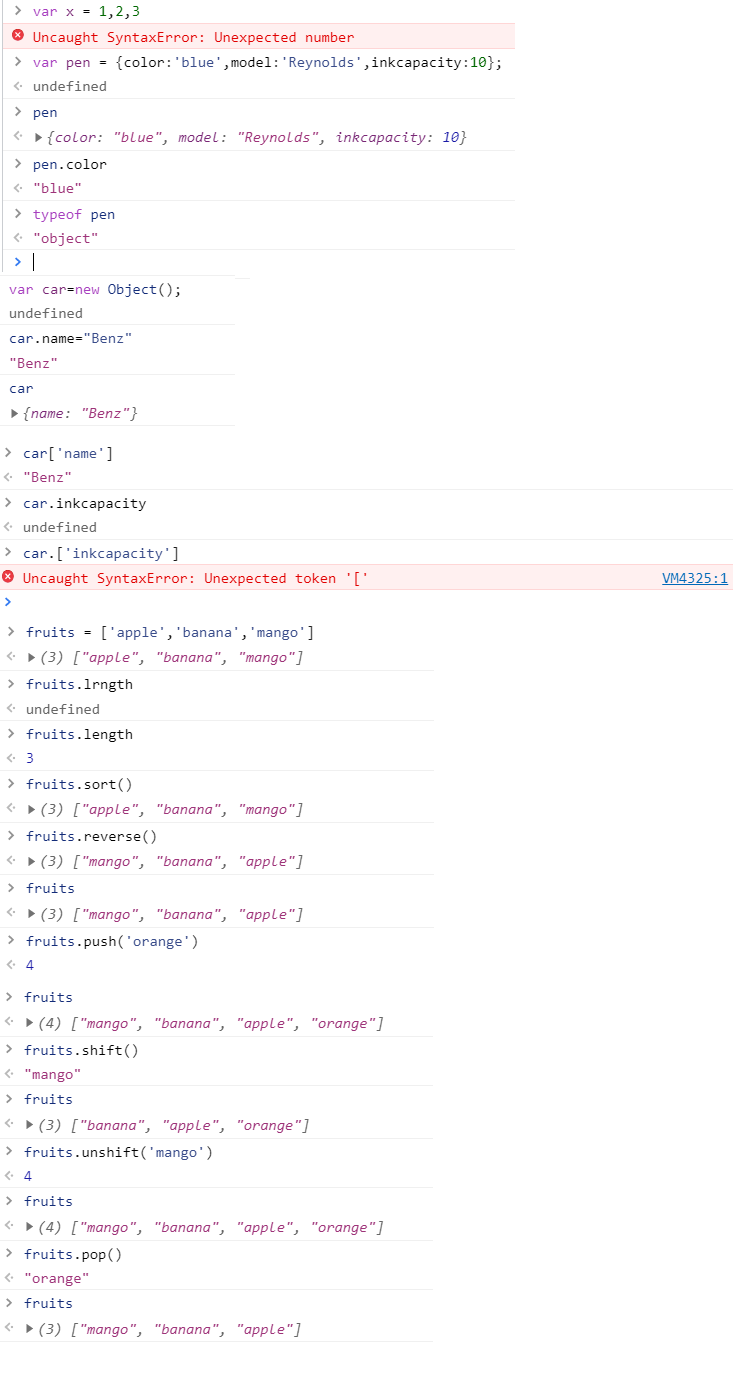 > var x = 1,2,3
Uncaught SyntaxError: Unexpected number
> var pen = {color:'blue',model:'Reynolds',inkcapacity:10};
undefined
> pen
▶{color: "blue", model: "Reynolds", inkcapacity: 10}
> pen.color
"blue"
> typeof pen
"object"
>
var car=new Object();
undefined
car.name="Benz"
"Benz"
car
▶{name: "Benz"}
> car['name']
"Benz"
> car.inkcapacity
undefined
> car.['inkcapacity']
Uncaught SyntaxError: Unexpected token '[' VM4325:1
>
> fruits = ['apple','banana','mango']
▶(3) ["apple", "banana", "mango"]
> fruits.lrngth
undefined
> fruits.length
3
> fruits.sort()
▶(3) ["apple", "banana", "mango"]
> fruits.reverse()
▶(3) ["mango", "banana", "apple"]
> fruits
▶(3) ["mango", "banana", "apple"]
> fruits.push('orange')
4
> fruits
▶(4) ["mango", "banana", "apple", "orange"]
> fruits.shift()
"mango"
> fruits
▶(3) ["banana", "apple", "orange"]
> fruits.unshift('mango')
4
> fruits
▶(4) ["mango", "banana", "apple", "orange"]
> fruits.pop()
"orange"
> fruits
▶(3) ["mango", "banana", "apple"]